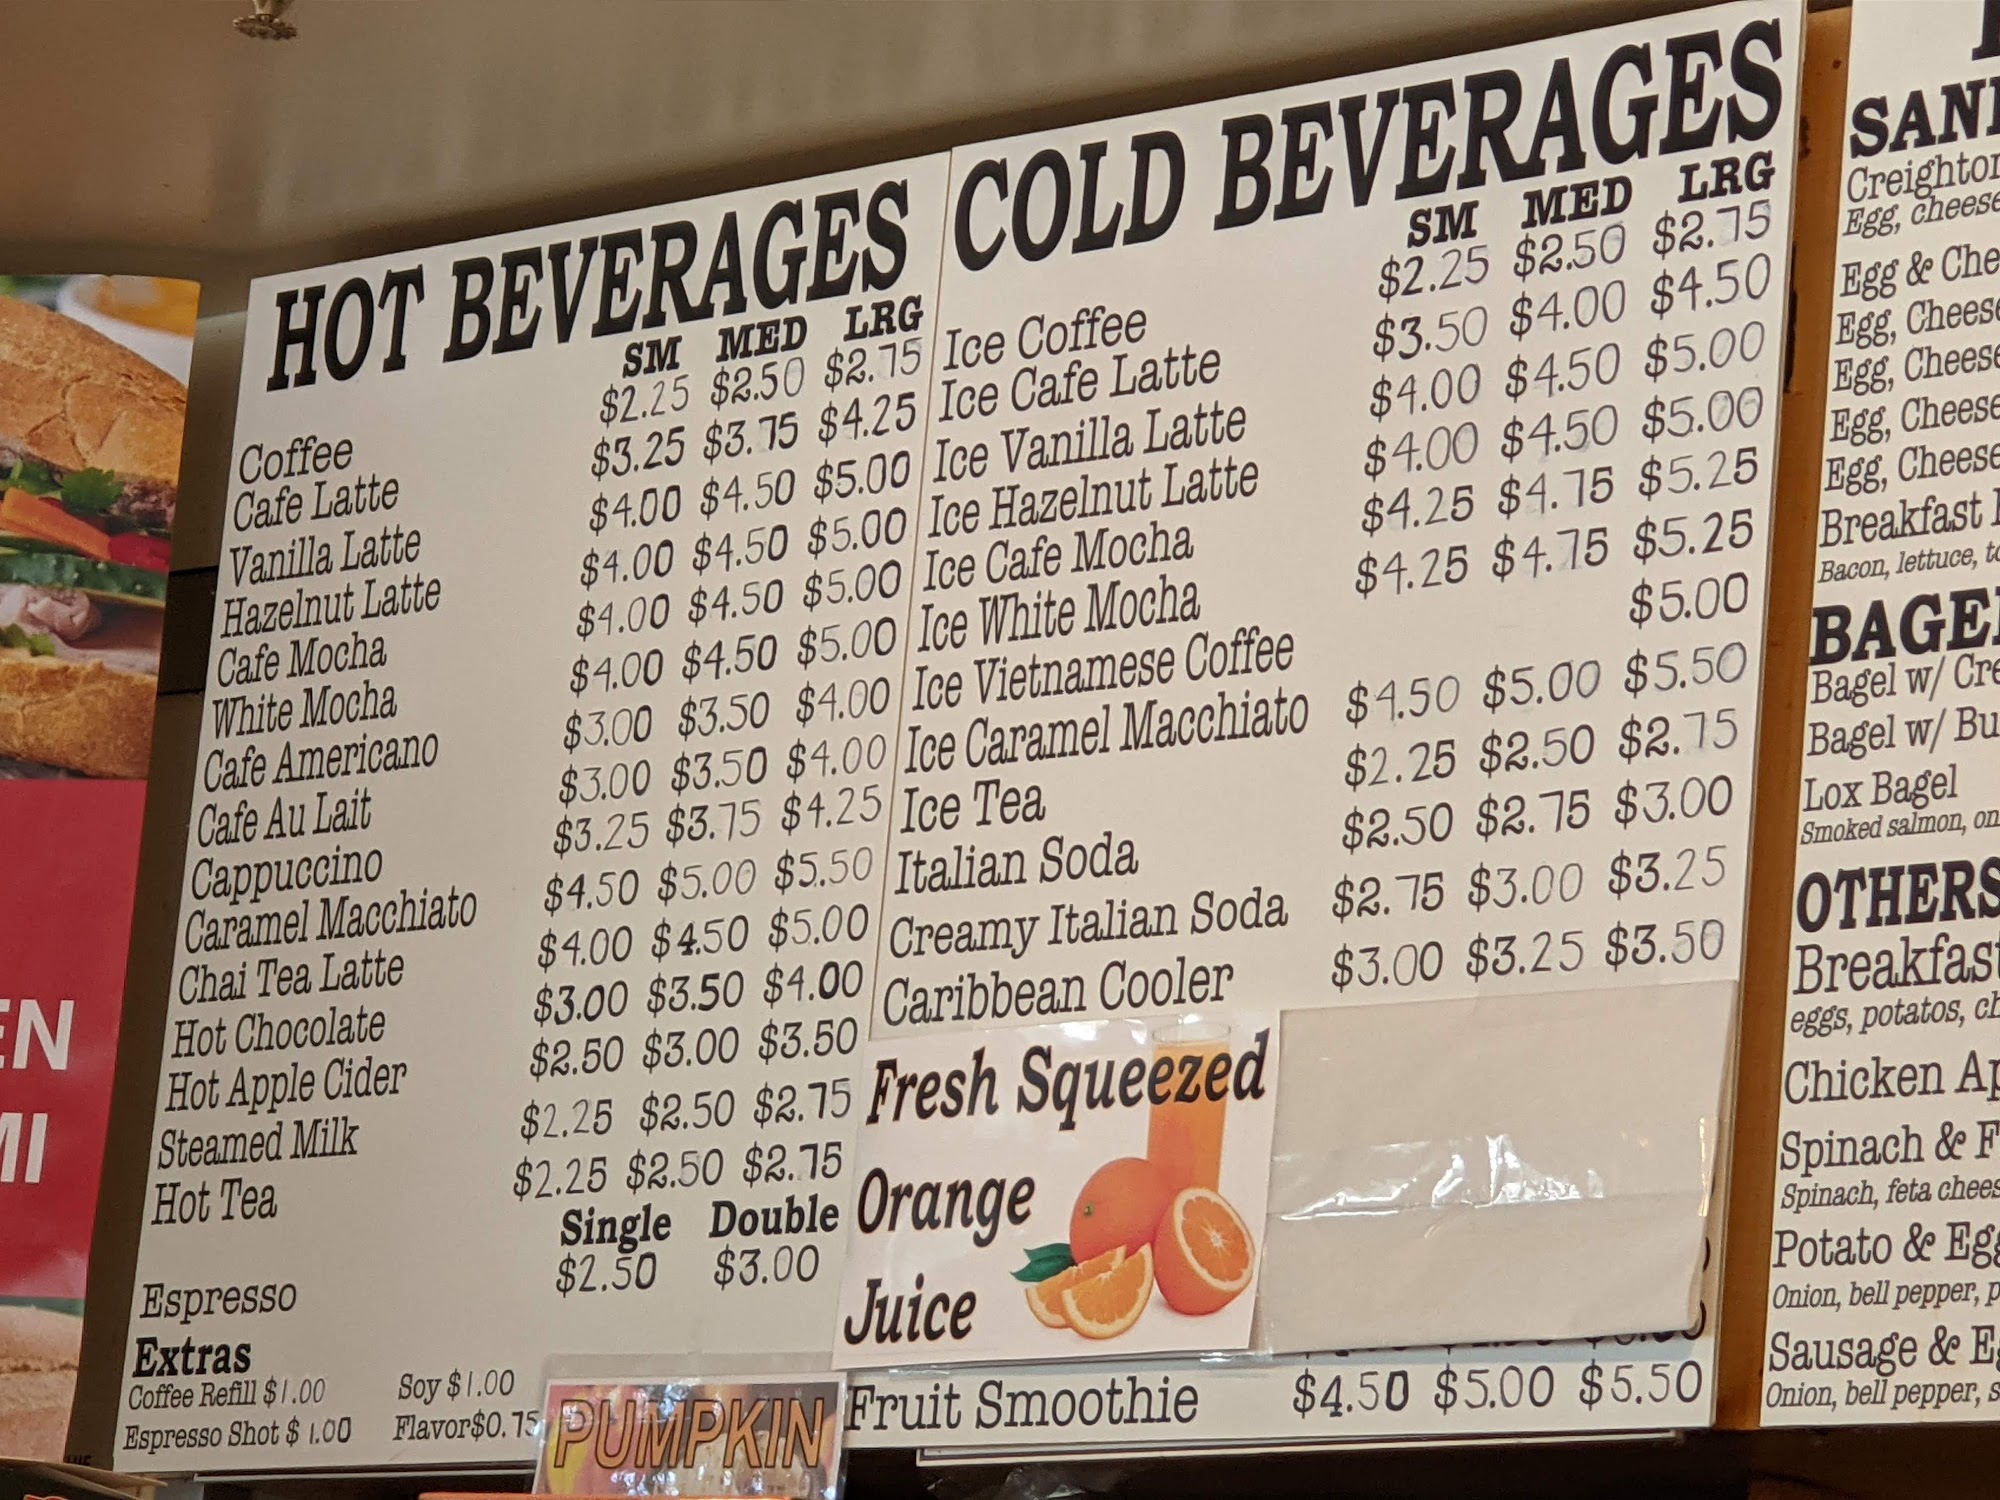 HOT BEVERAGES
SM MED LRG
Coffee $2.25 $2.50 $2.75
Cafe Latte $3.25 $3.75 $4.25
Vanilla Latte $4.00 $4.50 $5.00
Hazelnut Latte $4.00 $4.50 $5.00
Cafe Mocha $4.00 $4.50 $5.00
White Mocha $4.00 $4.50 $5.00
Cafe Americano $3.00 $3.50 $4.00
Cafe Au Lait $3.00 $3.50 $4.00
Cappuccino $3.25 $3.75 $4.25
Caramel Macchiato $4.50 $5.00 $5.50
Chai Tea Latte $4.00 $4.50 $5.00
Hot Chocolate $3.00 $3.50 $4.00
Hot Apple Cider $2.50 $3.00 $3.50
Steamed Milk $2.25 $2.50 $2.75
Hot Tea $2.25 $2.50 $2.75
Single Double
Espresso $2.50 $3.00
Extras
Coffee Refill $1.00 Soy $1.00
Espresso Shot $1.00 Flavor $0.75
PUMPKIN
COLD BEVERAGES
SM MED LRG
Ice Coffee $2.25 $2.50 $2.75
Ice Cafe Latte $3.50 $4.00 $4.50
Ice Vanilla Latte $4.00 $4.50 $5.00
Ice Hazelnut Latte $4.00 $4.50 $5.00
Ice Cafe Mocha $4.25 $4.75 $5.25
Ice White Mocha $4.25 $4.75 $5.25
Ice Vietnamese Coffee $5.00
Ice Caramel Macchiato $4.50 $5.00 $5.50
Ice Tea $2.25 $2.50 $2.75
Italian Soda $2.50 $2.75 $3.00
Creamy Italian Soda $2.75 $3.00 $3.25
Caribbean Cooler $3.00 $3.25 $3.50
Fresh Squeezed
Orange
Juice
Fruit Smoothie $4.50 $5.00 $5.50
Egg, cheese
Egg &
Egg, Cheese
Egg, Cheese
Egg, Cheese
Egg, Cheese
Breakfast
Bacon, lettuce,
Bagel w/
Bagel w/
Lox Bagel
Smoked salmon,
OTHERS
Breakfast
eggs, potatos,
Chicken
Spinach &
Spinach, feta
Potato &
Onion, bell pepper,
Sausage &
Onion, bell pepper,